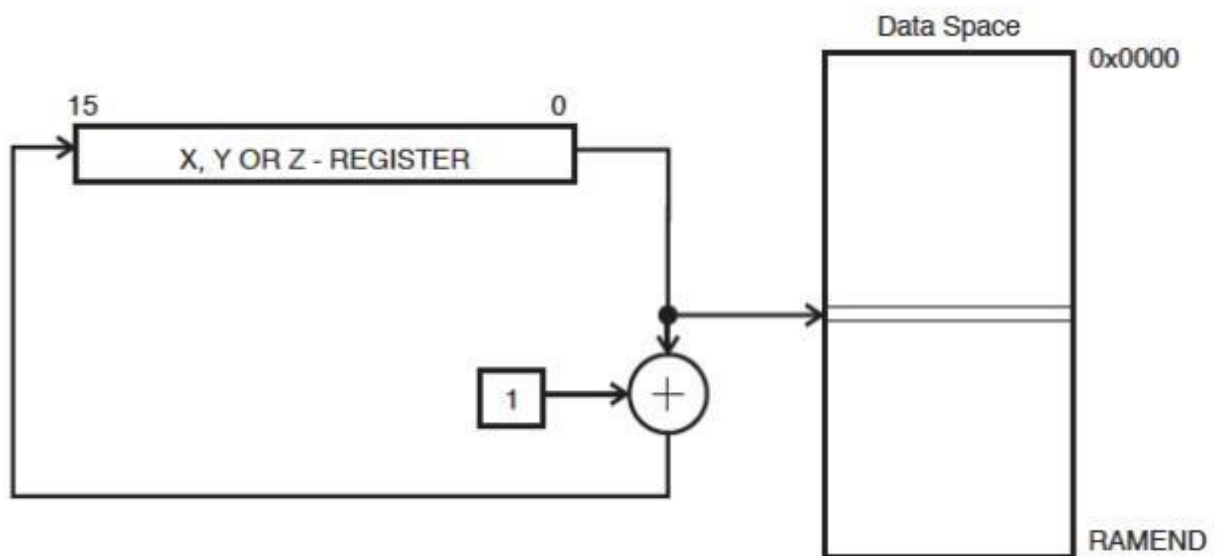 Data Space
0x0000
15 0
X, Y OR Z - REGISTER
1
+
RAMEND